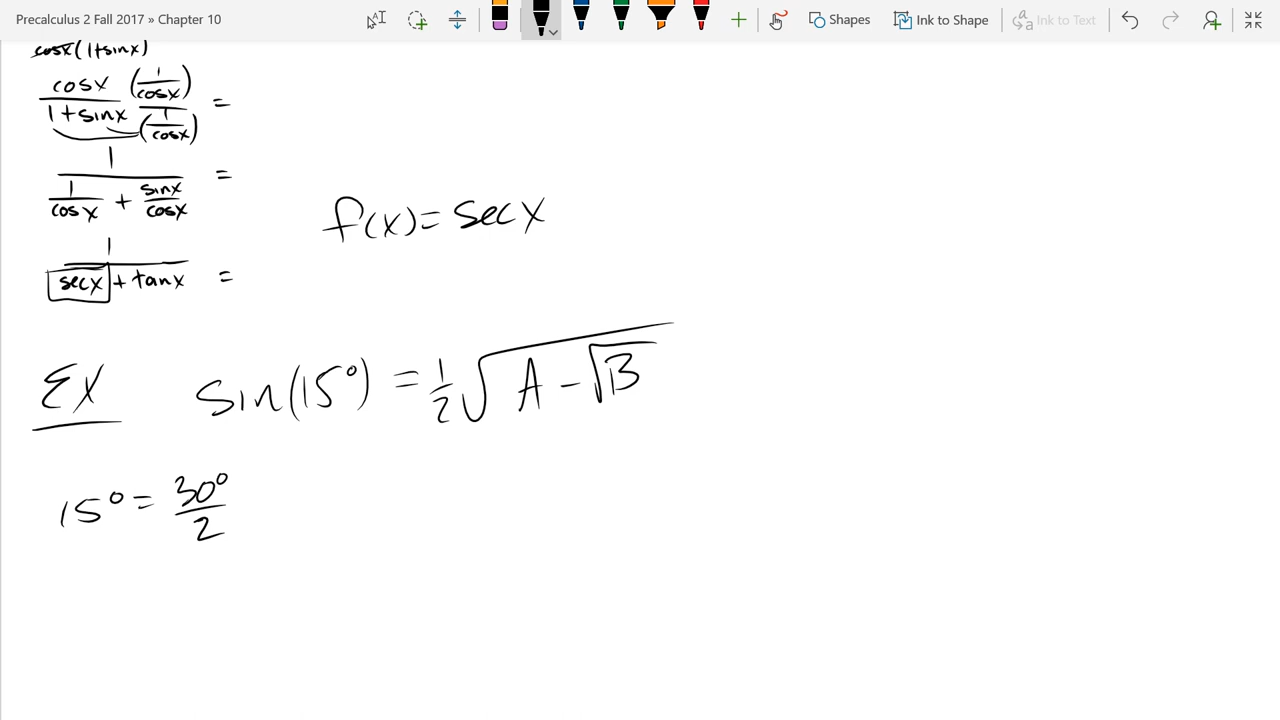 Precalculus 2 Fall 2017 » Chapter 10
Shapes
Ink to Shape
Ink to Text
cosx(1+sinx)
cosx/(1+sinx) (1/cosx)/(1/cosx) =
1/(1/cosx + sinx/cosx) =
1/(secx + tanx) =
f(x)= secx
EX sin(15°) = 1/2 √(A - √B)
15° = 30°/2